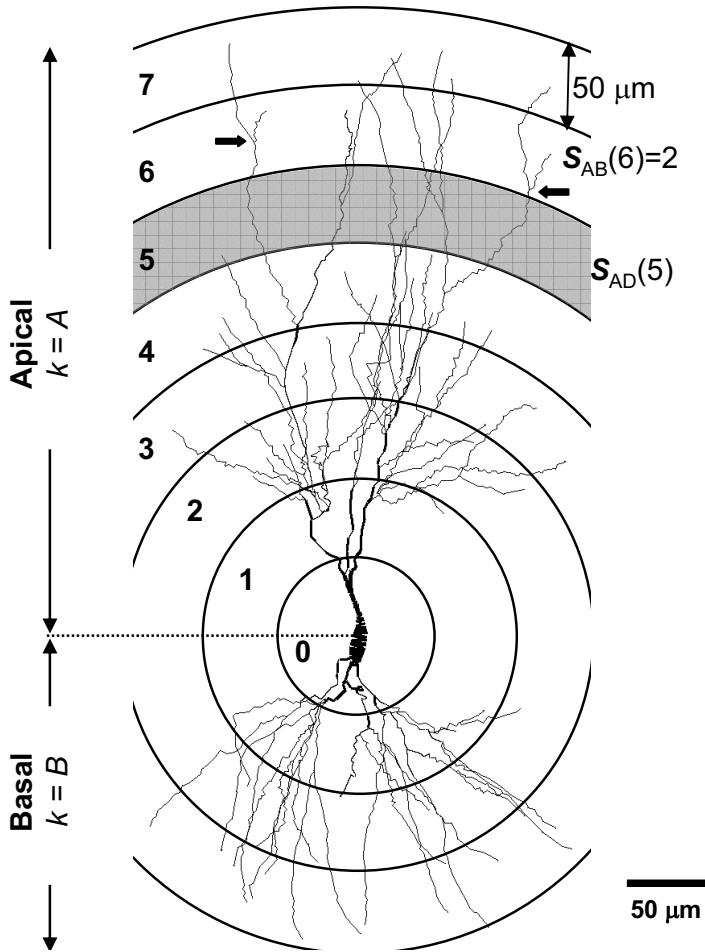 7
50 μm
6
S_AB(6)=2
5
S_AD(5)
Apical
k = A
4
3
2
1
0
Basal
k = B
50 μm